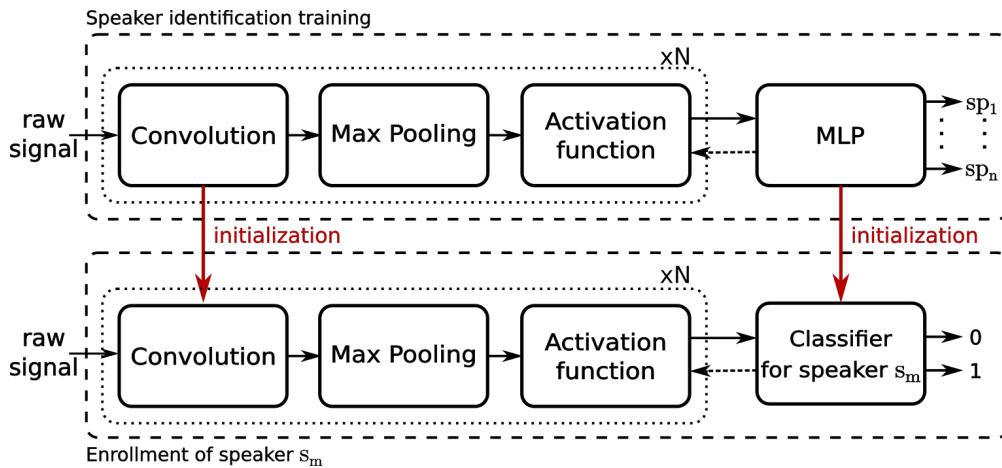 Speaker identification training
xN
raw
signal
Convolution
Max Pooling
Activation
function
MLP
sp₁
spₙ
initialization
initialization
xN
raw
signal
Convolution
Max Pooling
Activation
function
Classifier
for speaker sₘ
0
1
Enrollment of speaker sₘ